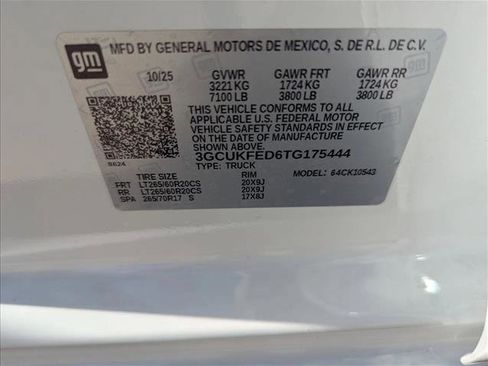 gm
MFD BY GENERAL MOTORS DE MEXICO, S. DE R.L. DE C.V.
10/25 GVWR GAWR FRT GAWR RR
3221 KG 1724 KG 1724 KG
7100 LB 3800 LB 3800 LB
THIS VEHICLE CONFORMS TO ALL
APPLICABLE U.S. FEDERAL MOTOR
VEHICLE SAFETY STANDARDS IN EFFECT
ON THE DATE OF MANUFACTURE SHOWN ABOVE.
3GCUKFED6TG175444
S624 TYPE: TRUCK
TIRE SIZE RIM MODEL: 64CK10543
FRT LT265/60R20CS 20X9J
RR LT265/60R20CS 20X9J
SPA 265/70R17 S 17X8J